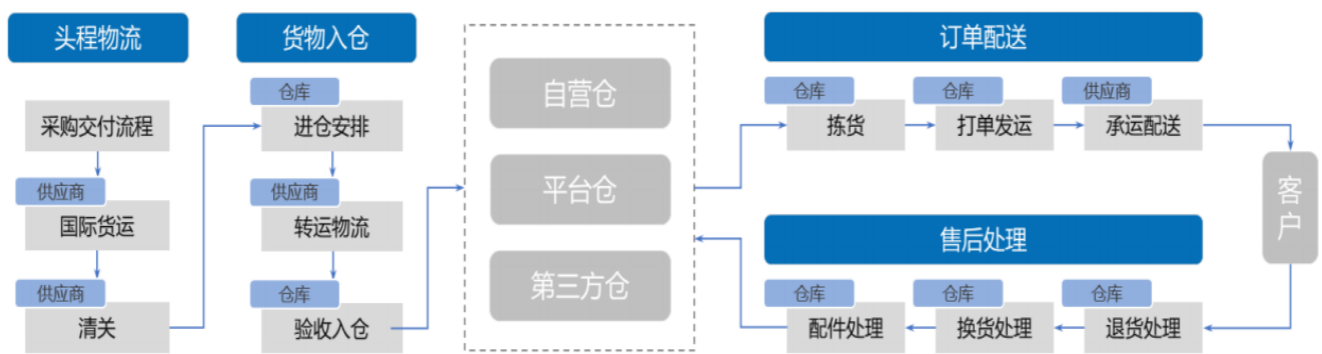 头程物流
采购交付流程
供应商
国际货运
供应商
清关
货物入仓
仓库
进仓安排
供应商
转运物流
仓库
验收入仓
自营仓
平台仓
第三方仓
订单配送
仓库
拣货
仓库
打单发运
供应商
承运配送
客户
售后处理
仓库
配件处理
仓库
换货处理
仓库
退货处理